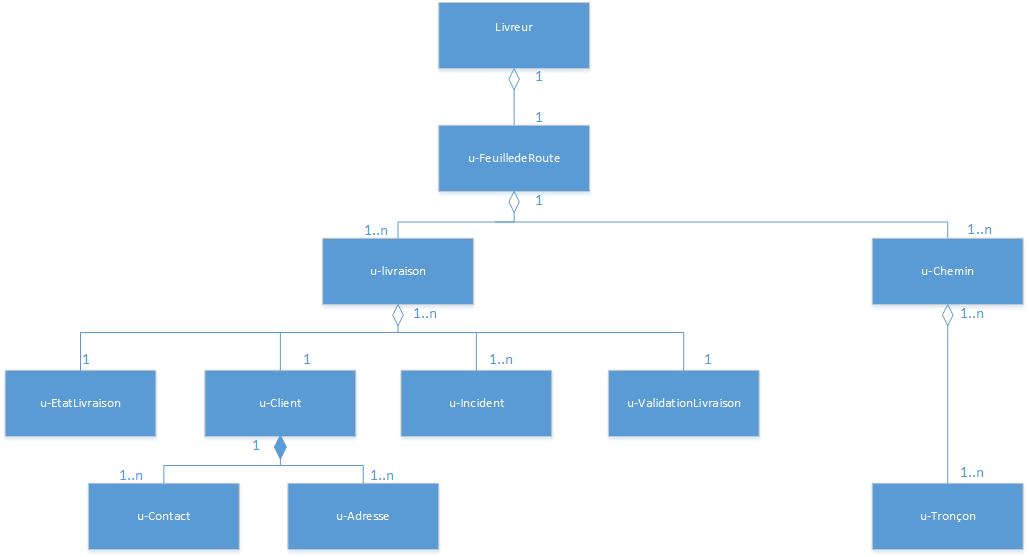 Livreur
1
1
u-FeuilledeRoute
1
1..n
1..n
u-livraison
u-Chemin
1..n
1..n
1
1
1..n
1
u-EtatLivraison
u-Client
u-Incident
u-ValidationLivraison
1
1..n
1..n
1..n
u-Contact
u-Adresse
u-Tronçon